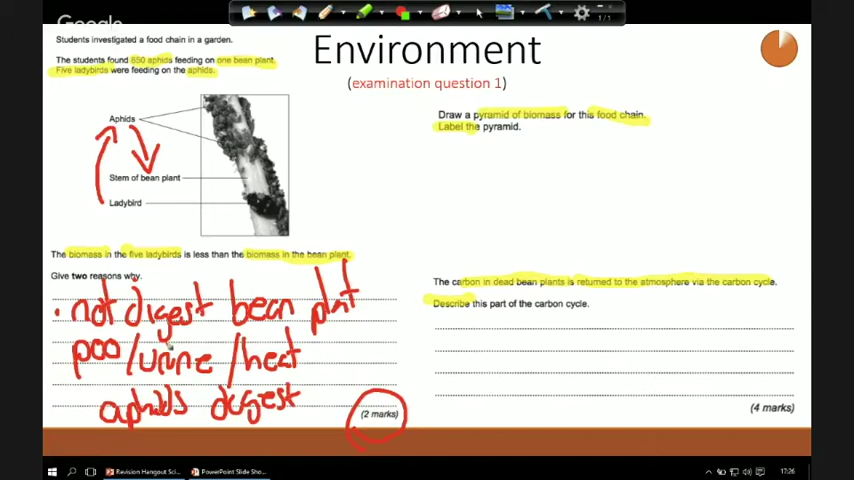 Google
1/1
Students investigated a food chain in a garden.
The students found 650 aphids feeding on one bean plant.
Five ladybirds were feeding on the aphids.
Environment
(examination question 1)
Aphids
Stem of bean plant
Ladybird
The biomass in the five ladybirds is less than the biomass in the bean plant.
Give two reasons why.
• not digest bean plant
poo/urine/heat
aphids digest
(2 marks)
Draw a pyramid of biomass for this food chain.
Label the pyramid.
The carbon in dead bean plants is returned to the atmosphere via the carbon cycle.
Describe this part of the carbon cycle.
(4 marks)
Revision Hangout Sci...
PowerPoint Slide Sho...
17:26